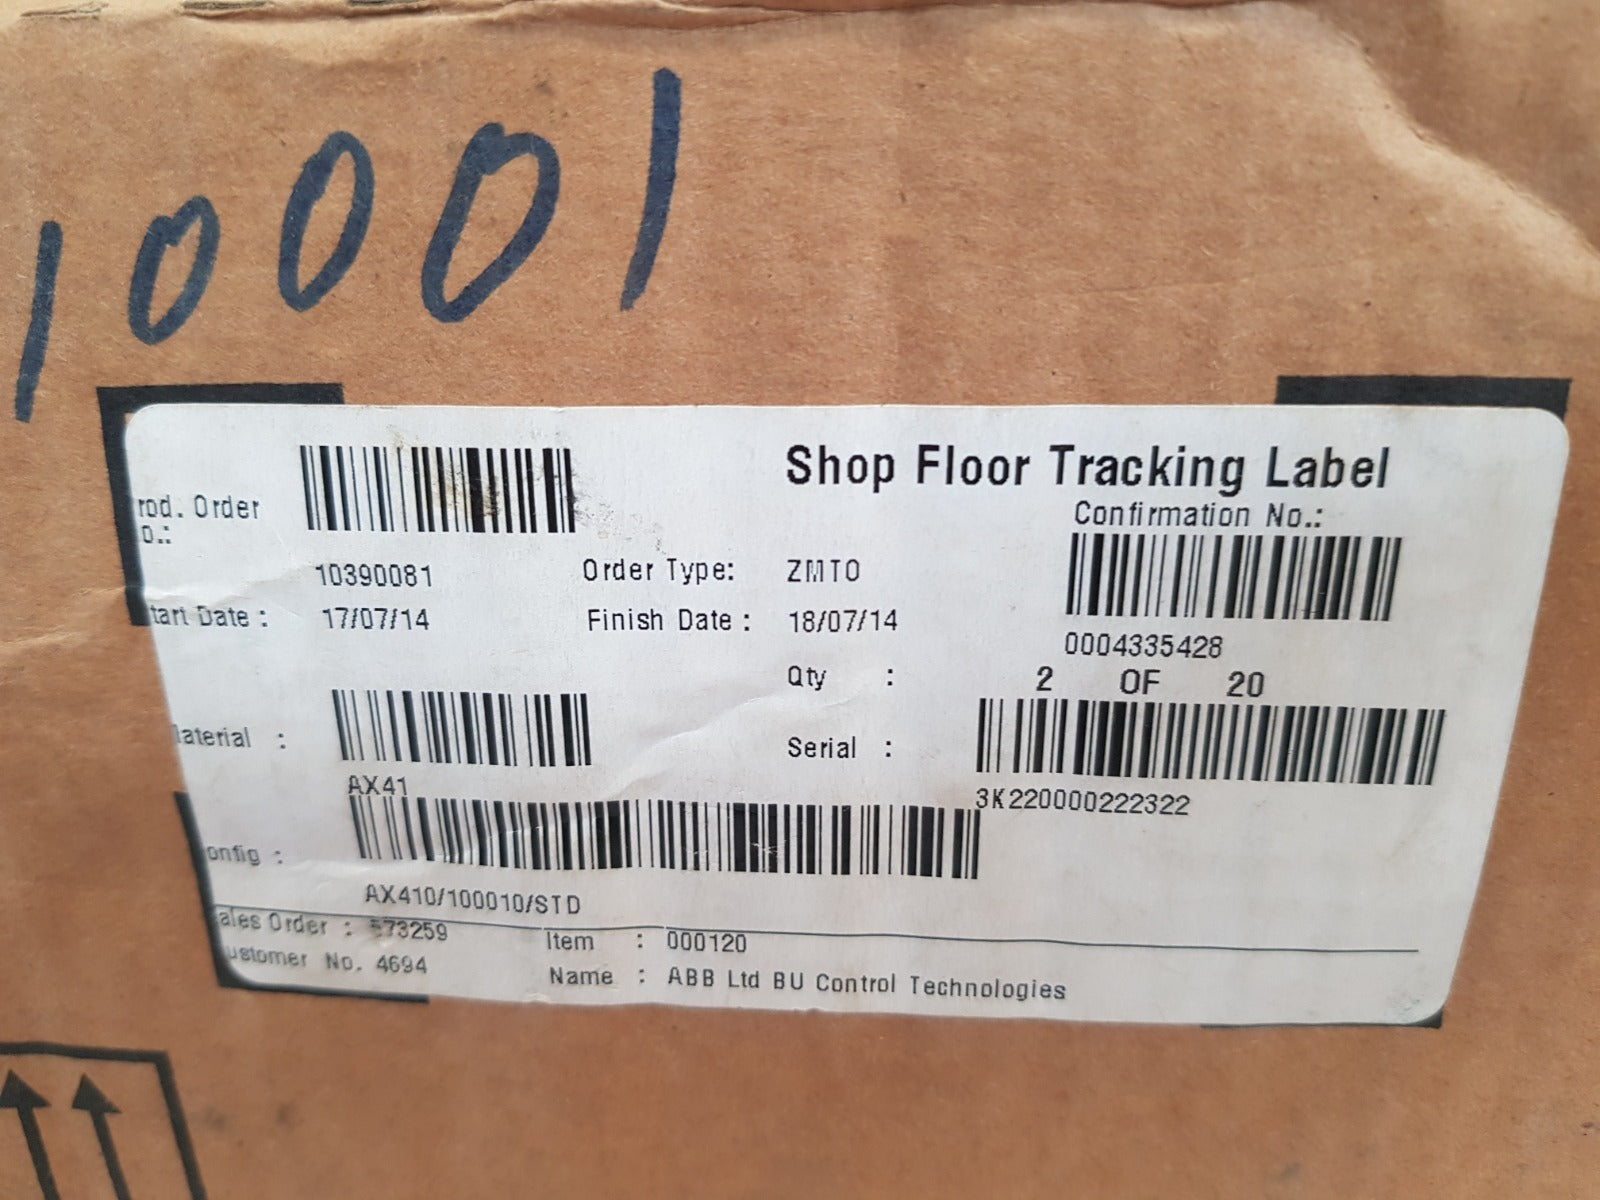 10001
Shop Floor Tracking Label
rod. Order
o.:
Confirmation No.:
10390081 Order Type: ZMTO
tart Date : 17/07/14 Finish Date : 18/07/14
0004335428
Qty : 2 OF 20
aterial : Serial :
AX41
3K220000222322
onfig :
AX410/100010/STD
ales Order : 573259 Item : 000120
ustomer No. 4694 Name : ABB Ltd BU Control Technologies